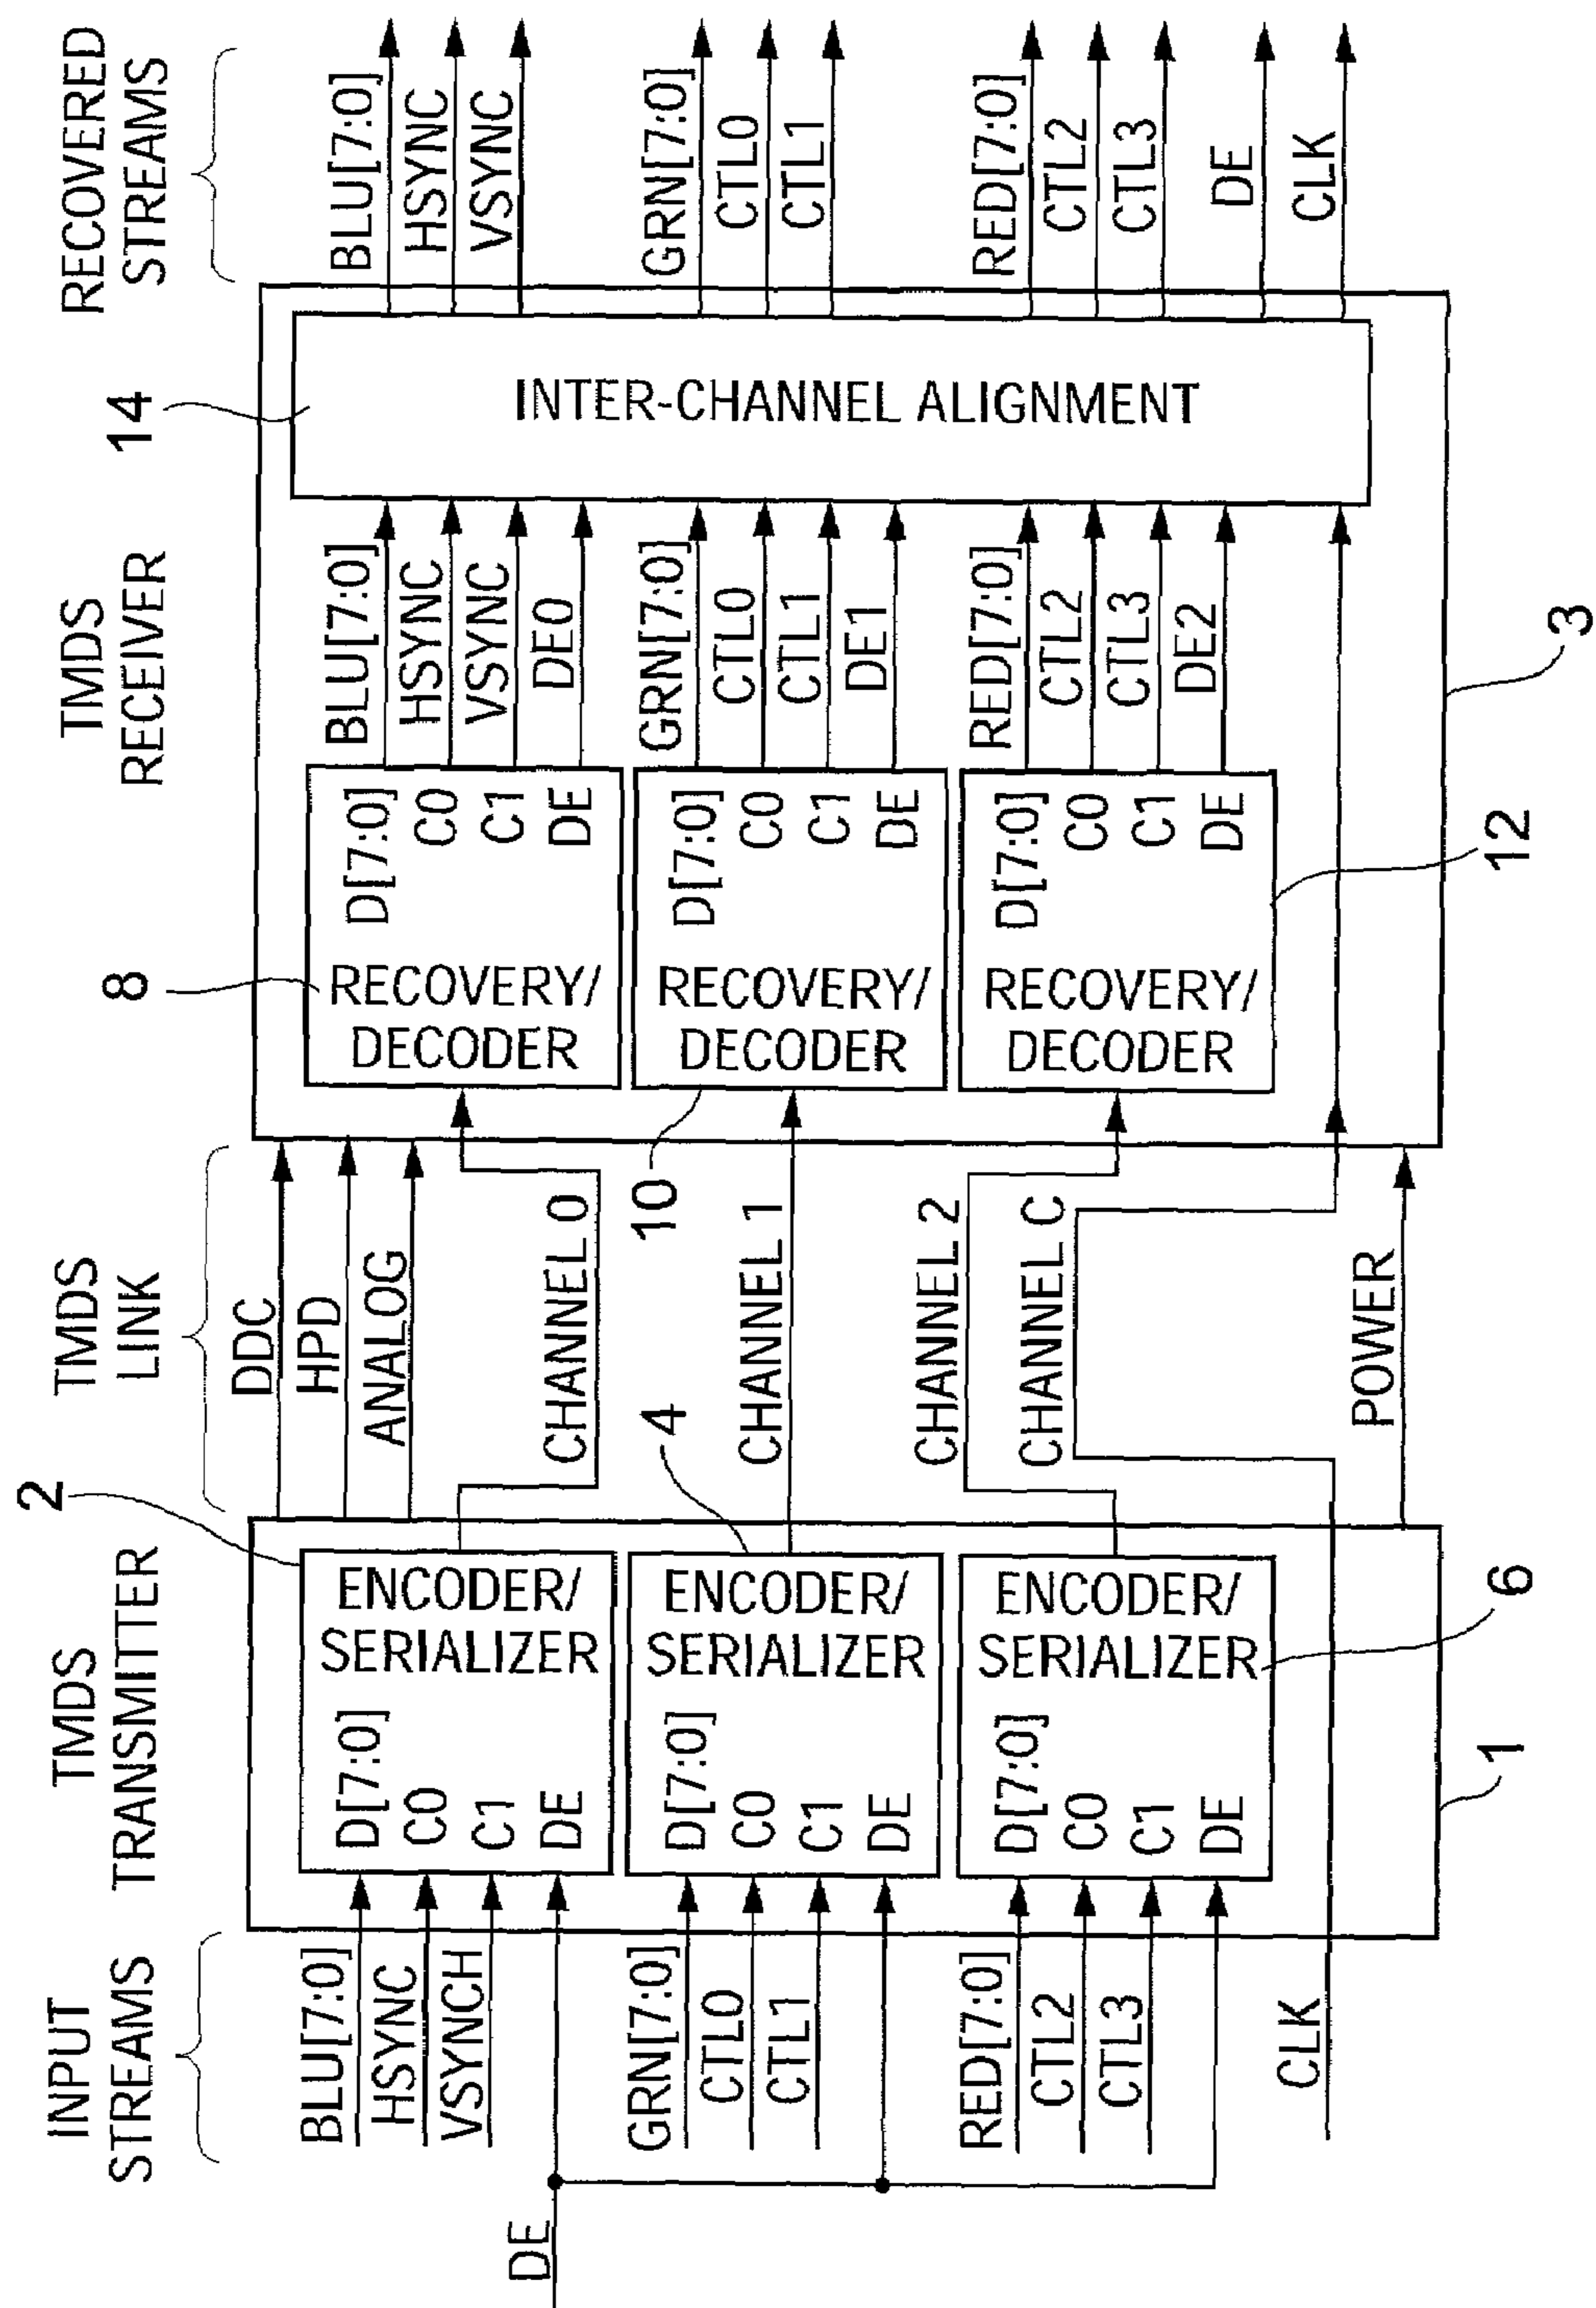 INPUT
STREAMS
TMDS
TRANSMITTER
TMDS
LINK
TMDS
RECEIVER
RECOVERED
STREAMS
BLU[7:0]
HSYNC
VSYNCH
DE
GRN[7:0]
CTL0
CTL1
RED[7:0]
CTL2
CTL3
CLK
2
ENCODER/
SERIALIZER
D[7:0]
C0
C1
DE
4
ENCODER/
SERIALIZER
D[7:0]
C0
C1
DE
6
ENCODER/
SERIALIZER
D[7:0]
C0
C1
DE
1
DDC
HPD
ANALOG
CHANNEL 0
CHANNEL 1
CHANNEL 2
CHANNEL C
POWER
8
RECOVERY/
DECODER
D[7:0]
C0
C1
DE
10
RECOVERY/
DECODER
D[7:0]
C0
C1
DE
12
RECOVERY/
DECODER
D[7:0]
C0
C1
DE
3
BLU[7:0]
HSYNC
VSYNC
DE0
GRN[7:0]
CTL0
CTL1
DE1
RED[7:0]
CTL2
CTL3
DE2
14
INTER-CHANNEL ALIGNMENT
BLU[7:0]
HSYNC
VSYNC
GRN[7:0]
CTL0
CTL1
RED[7:0]
CTL2
CTL3
DE
CLK